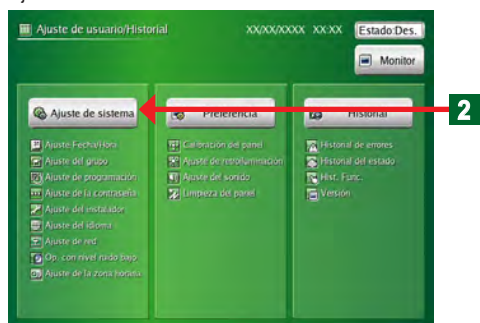 Ajuste de usuario/Historial XX/XX/XXXX XX:XX Estado:Des.
Monitor
Ajuste de sistema
Preferencia
Historial
2
Ajuste Fecha/Hora
Ajuste del grupo
Ajuste de programación
Ajuste de la contraseña
Ajuste del instalador
Ajuste del idioma
Ajuste de red
Op. con nivel ruido bajo
Ajuste de la zona horaria
Calibración del panel
Ajuste de retroiluminación
Ajuste del sonido
Limpieza del panel
Historial de errores
Historial del estado
Hist. Func.
Versión